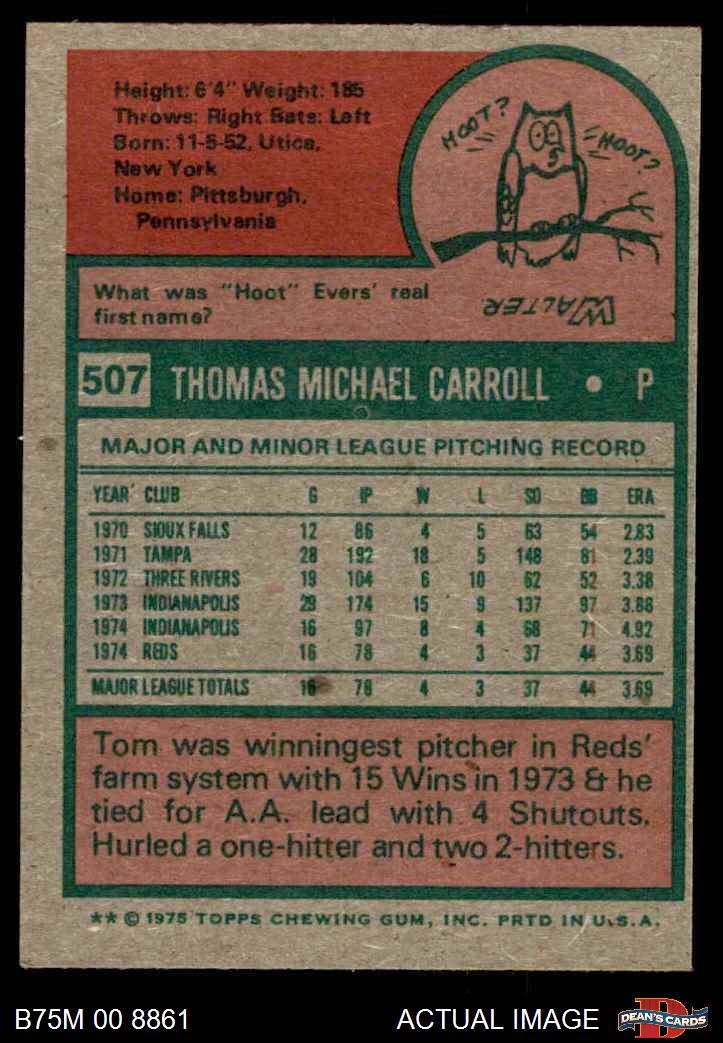 Height: 6'4" Weight: 185
Throws: Right Bats: Left
Born: 11-5-52, Utica,
New York
Home: Pittsburgh,
Pennsylvania
HOOT?
HOOT?
What was "Hoot" Evers' real
first name?
WALTER.
507 THOMAS MICHAEL CARROLL • P
MAJOR AND MINOR LEAGUE PITCHING RECORD
YEAR CLUB G IP W L SO BB ERA
1970 SIOUX FALLS 12 86 4 5 63 54 2.83
1971 TAMPA 28 192 18 5 148 81 2.39
1972 THREE RIVERS 19 104 6 10 62 52 3.38
1973 INDIANAPOLIS 29 174 15 9 137 97 3.88
1974 INDIANAPOLIS 16 97 8 4 68 71 4.92
1974 REDS 16 78 4 3 37 44 3.69
MAJOR LEAGUE TOTALS 16 78 4 3 37 44 3.69
Tom was winningest pitcher in Reds'
farm system with 15 Wins in 1973 & he
tied for A.A. lead with 4 Shutouts.
Hurled a one-hitter and two 2-hitters.
** © 1975 TOPPS CHEWING GUM, INC. PRTD IN U.S.A.
B75M 00 8861 ACTUAL IMAGE DEAN'S CARDS